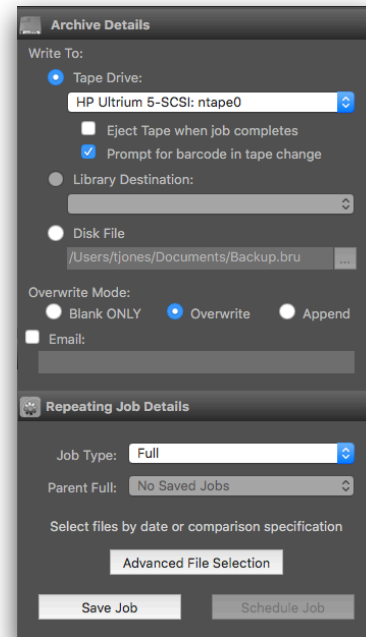 Archive Details
Write To:
Tape Drive:
HP Ultrium 5-SCSI: ntape0
Eject Tape when job completes
Prompt for barcode in tape change
Library Destination:
Disk File
/Users/tjones/Documents/Backup.bru ...
Overwrite Mode:
Blank ONLY Overwrite Append
Email:
Repeating Job Details
Job Type: Full
Parent Full: No Saved Jobs
Select files by date or comparison specification
Advanced File Selection
Save Job Schedule Job